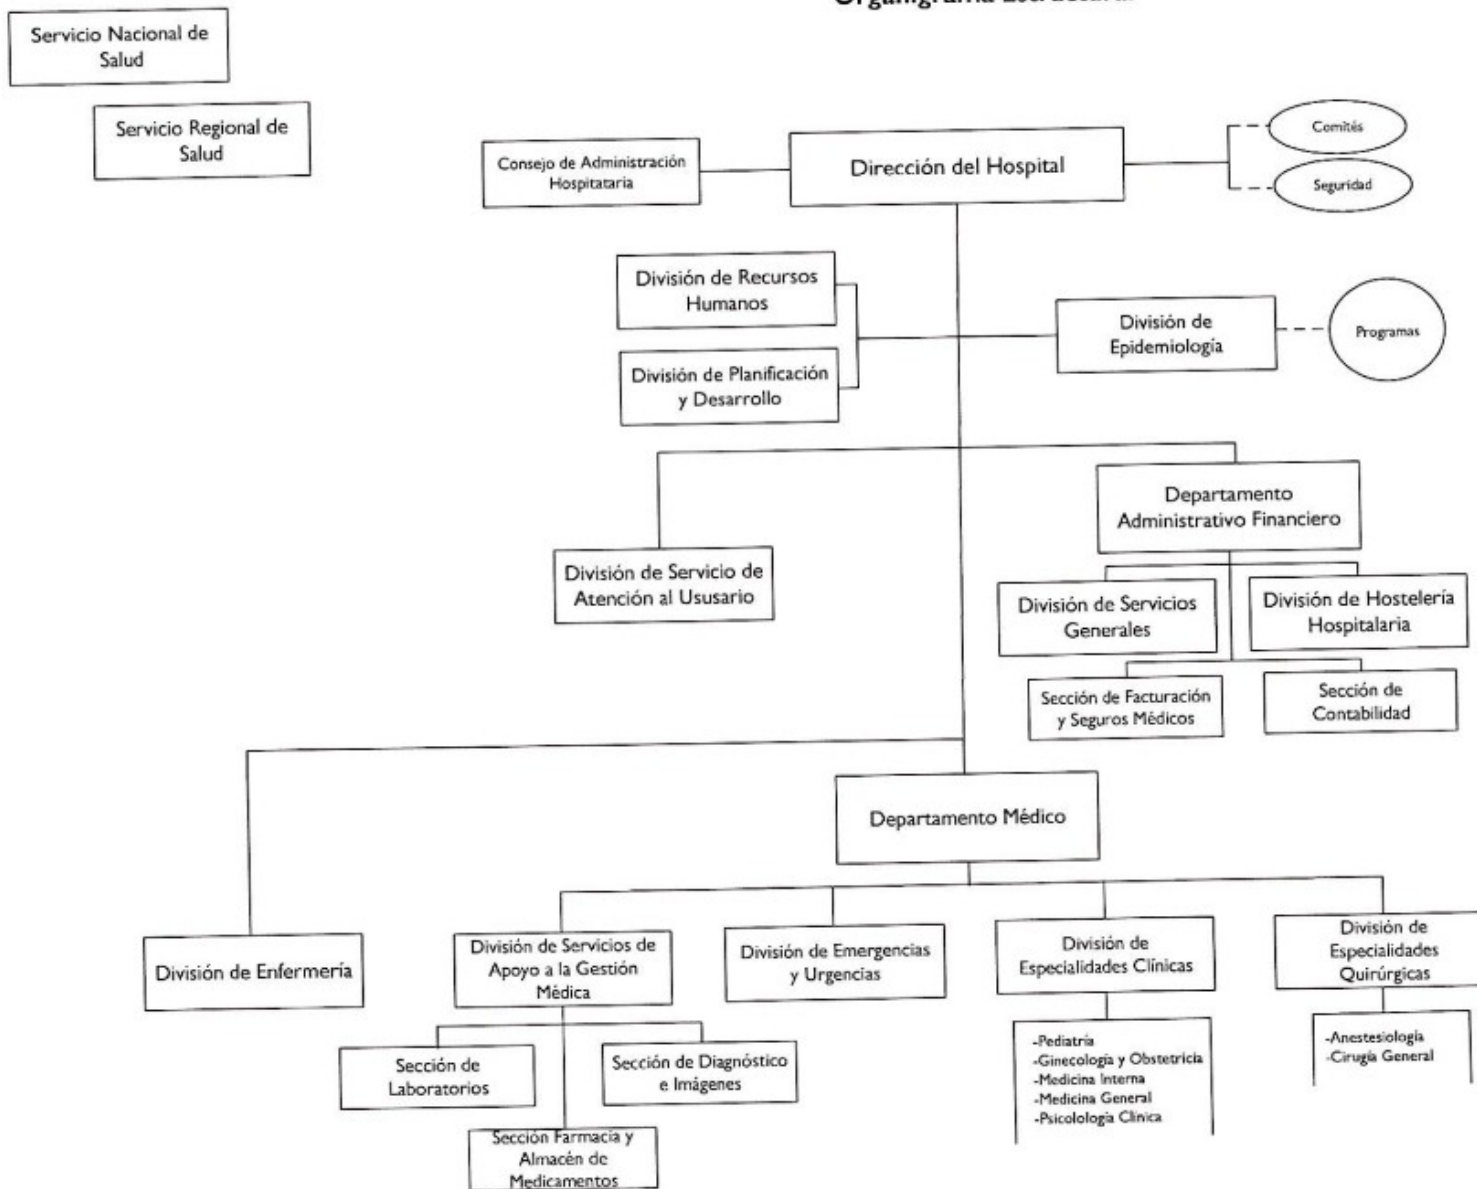 Servicio Nacional de
Salud
Servicio Regional de
Salud
Consejo de Administración
Hospitataria
Dirección del Hospital
Comités
Seguridad
División de Recursos
Humanos
División de Planificación
y Desarrollo
División de
Epidemiología
Programas
Departamento
Administrativo Financiero
División de Servicio de
Atención al Ususario
División de Servicios
Generales
División de Hostelería
Hospitalaria
Sección de Facturación
y Seguros Médicos
Sección de
Contabilidad
Departamento Médico
División de Enfermería
División de Servicios de
Apoyo a la Gestión
Médica
División de Emergencias
y Urgencias
División de
Especialidades Clínicas
División de
Especialidades
Quirúrgicas
Sección de
Laboratorios
Sección de Diagnóstico
e Imágenes
Sección Farmacia y
Almacén de
Medicamentos
-Pediatría
-Ginecología y Obstetricia
-Medicina Interna
-Medicina General
-Psicolología Clínica
-Anestesiología
-Cirugía General